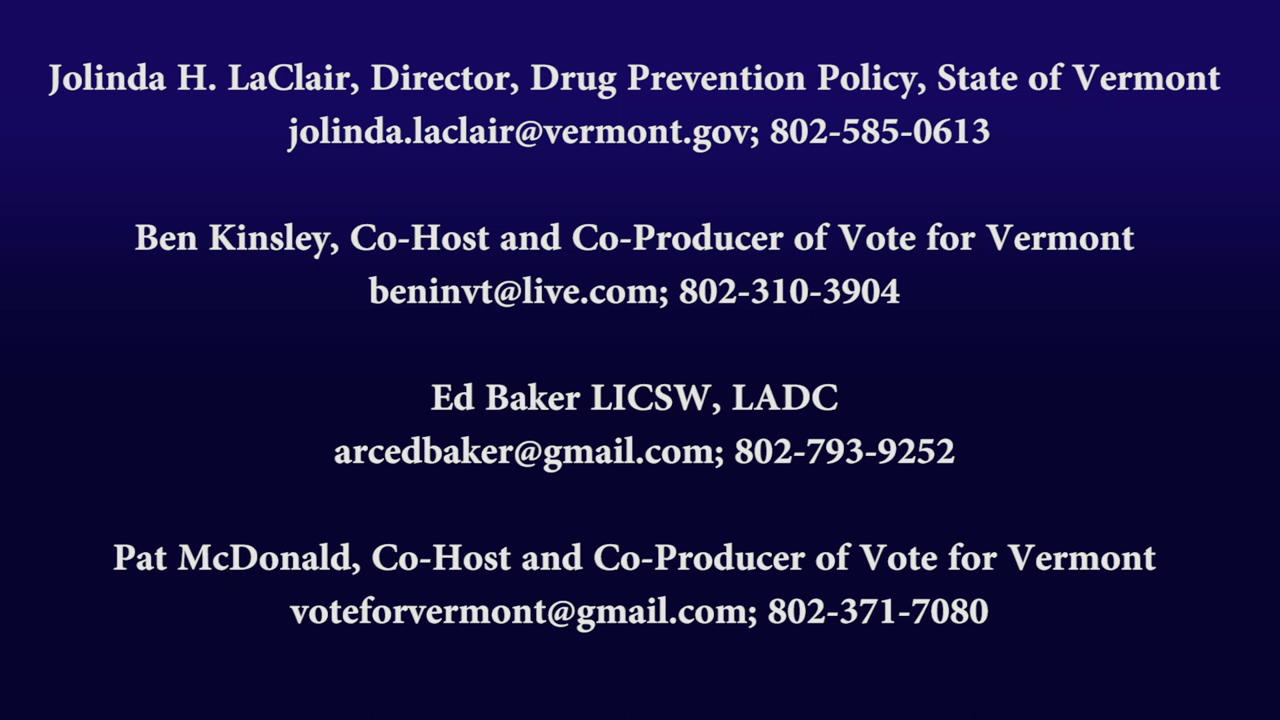 Jolinda H. LaClair, Director, Drug Prevention Policy, State of Vermont
jolinda.laclair@vermont.gov; 802-585-0613
Ben Kinsley, Co-Host and Co-Producer of Vote for Vermont
beninvt@live.com; 802-310-3904
Ed Baker LICSW, LADC
arcedbaker@gmail.com; 802-793-9252
Pat McDonald, Co-Host and Co-Producer of Vote for Vermont
voteforvermont@gmail.com; 802-371-7080